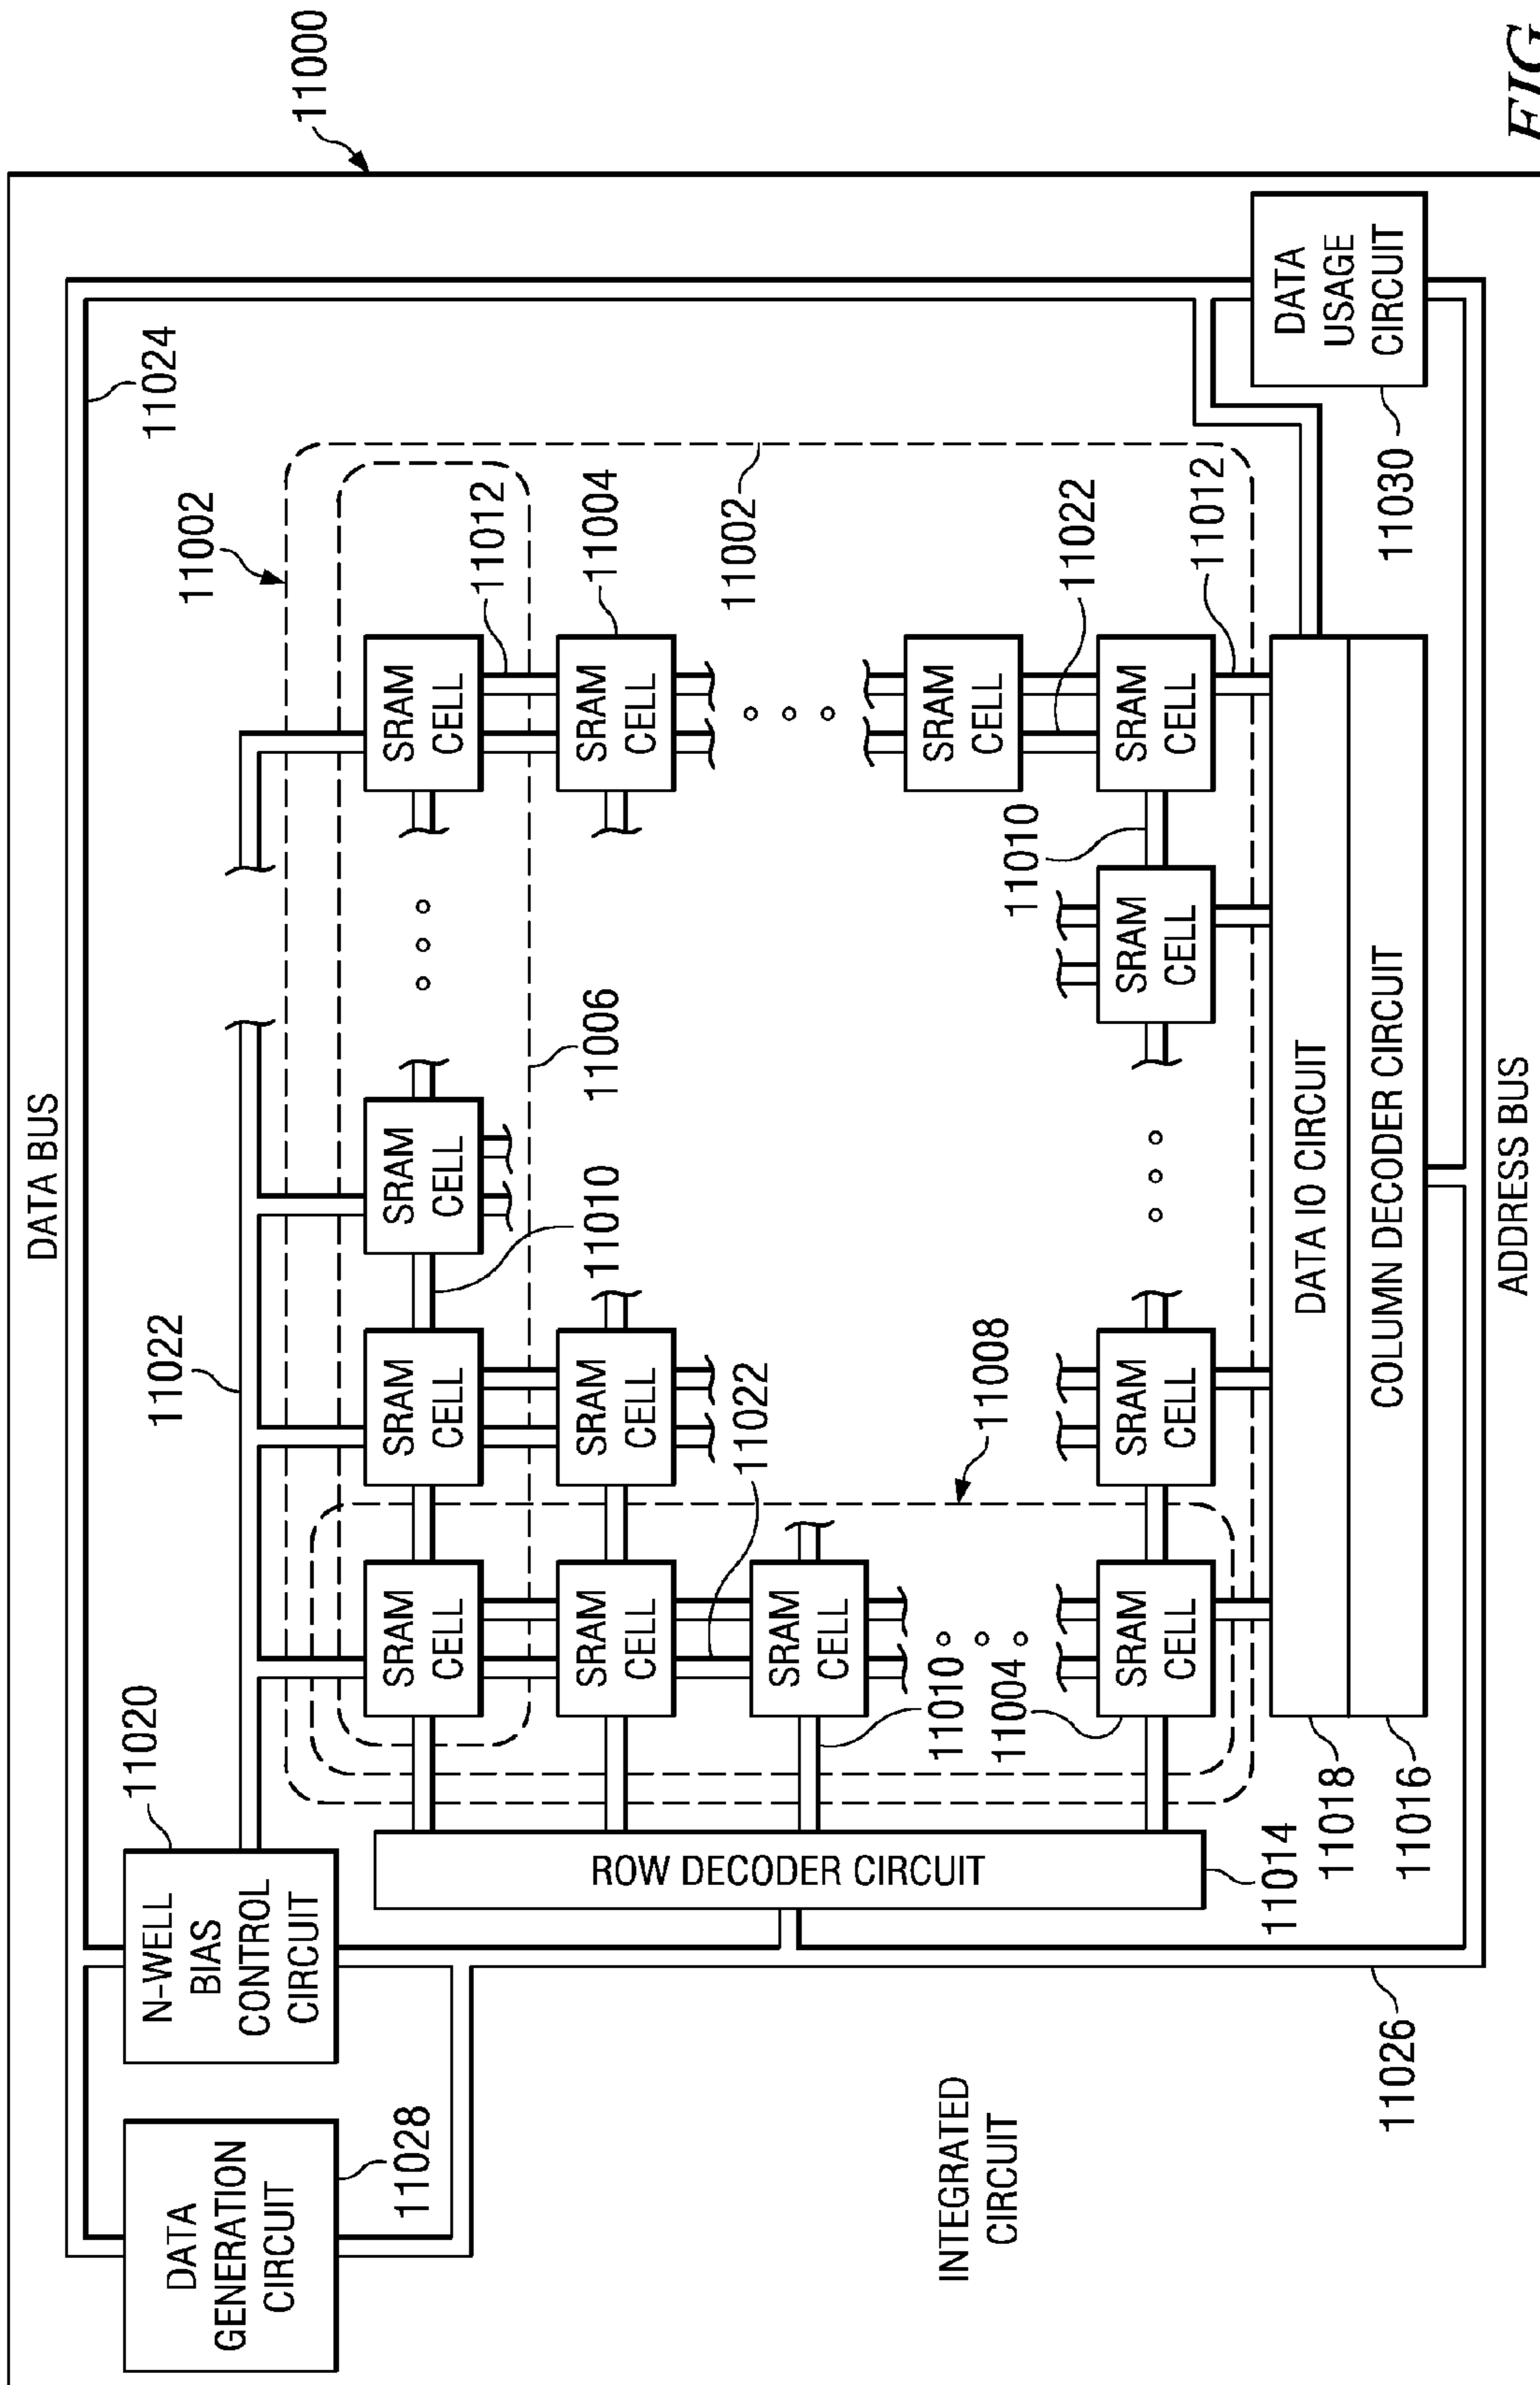 DATA BUS
11000
11024
11002
11022
11020
N-WELL
BIAS
CONTROL
CIRCUIT
DATA
GENERATION
CIRCUIT
11028
SRAM
CELL
SRAM
CELL
SRAM
CELL
SRAM
CELL
11012
11010
11006
11004
SRAM
CELL
SRAM
CELL
SRAM
CELL
11022
11002
ROW DECODER CIRCUIT
SRAM
CELL
11010
11004
11008
SRAM
CELL
11010
11022
SRAM
CELL
SRAM
CELL
SRAM
CELL
SRAM
CELL
11012
11014
DATA
USAGE
CIRCUIT
11030
11018
DATA IO CIRCUIT
11016
COLUMN DECODER CIRCUIT
INTEGRATED
CIRCUIT
11026
ADDRESS BUS
FIG